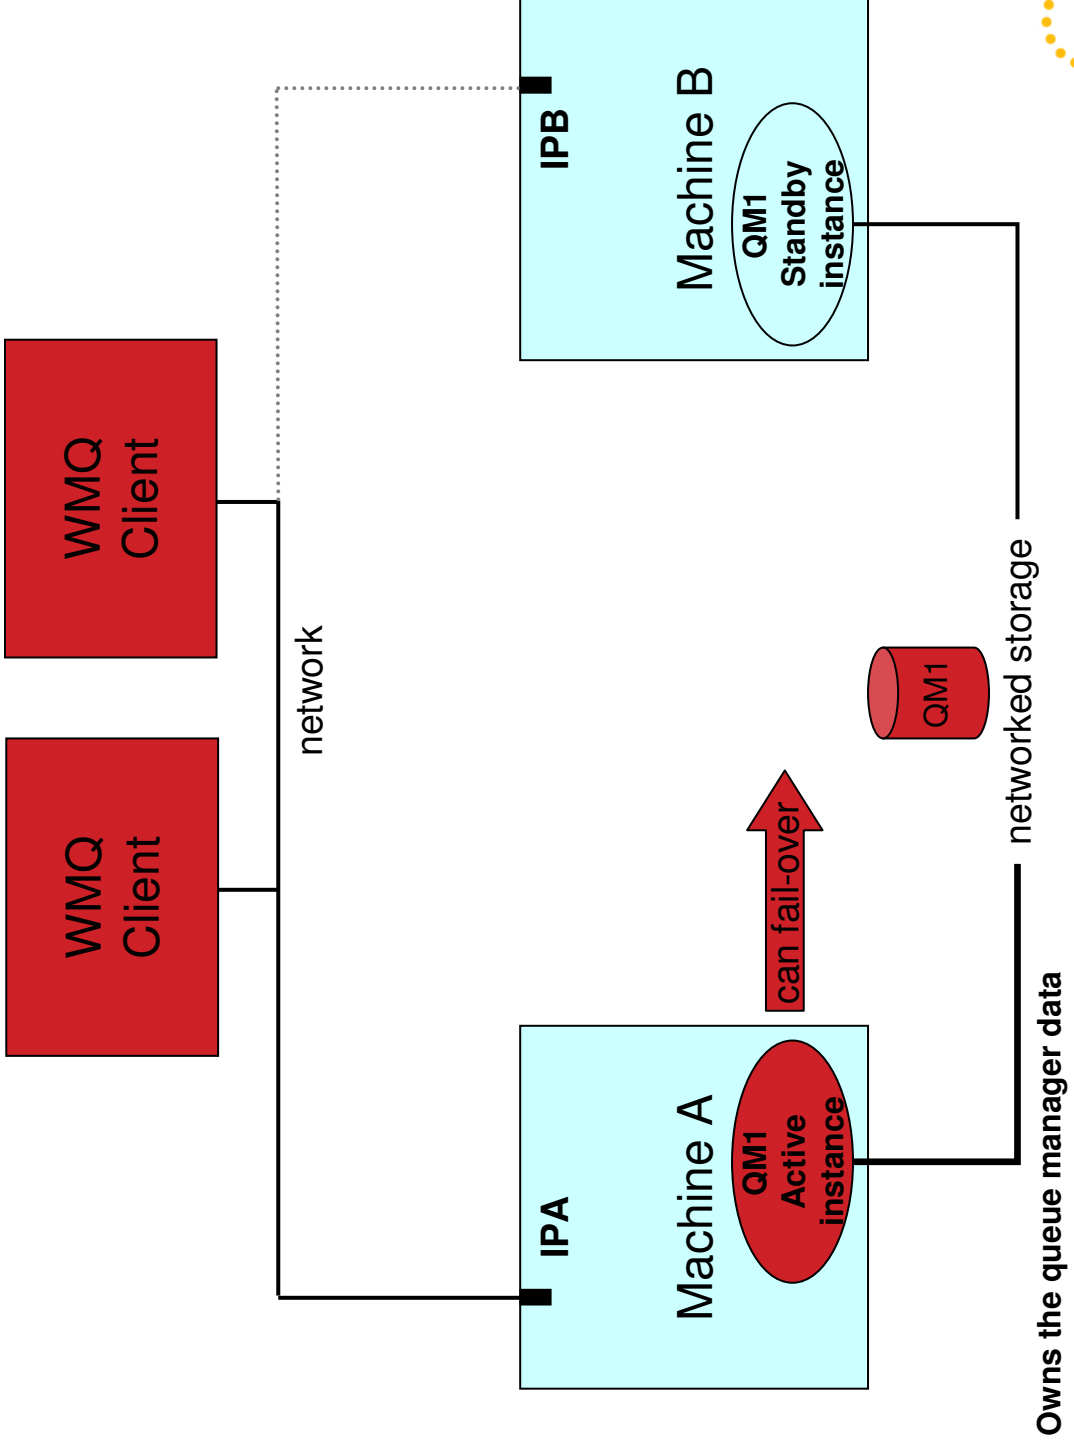 WMQ
Client
WMQ
Client
network
IPA
IPB
Machine A
Machine B
QM1
Active
instance
can fail-over
QM1
Standby
instance
QM1
networked storage
Owns the queue manager data